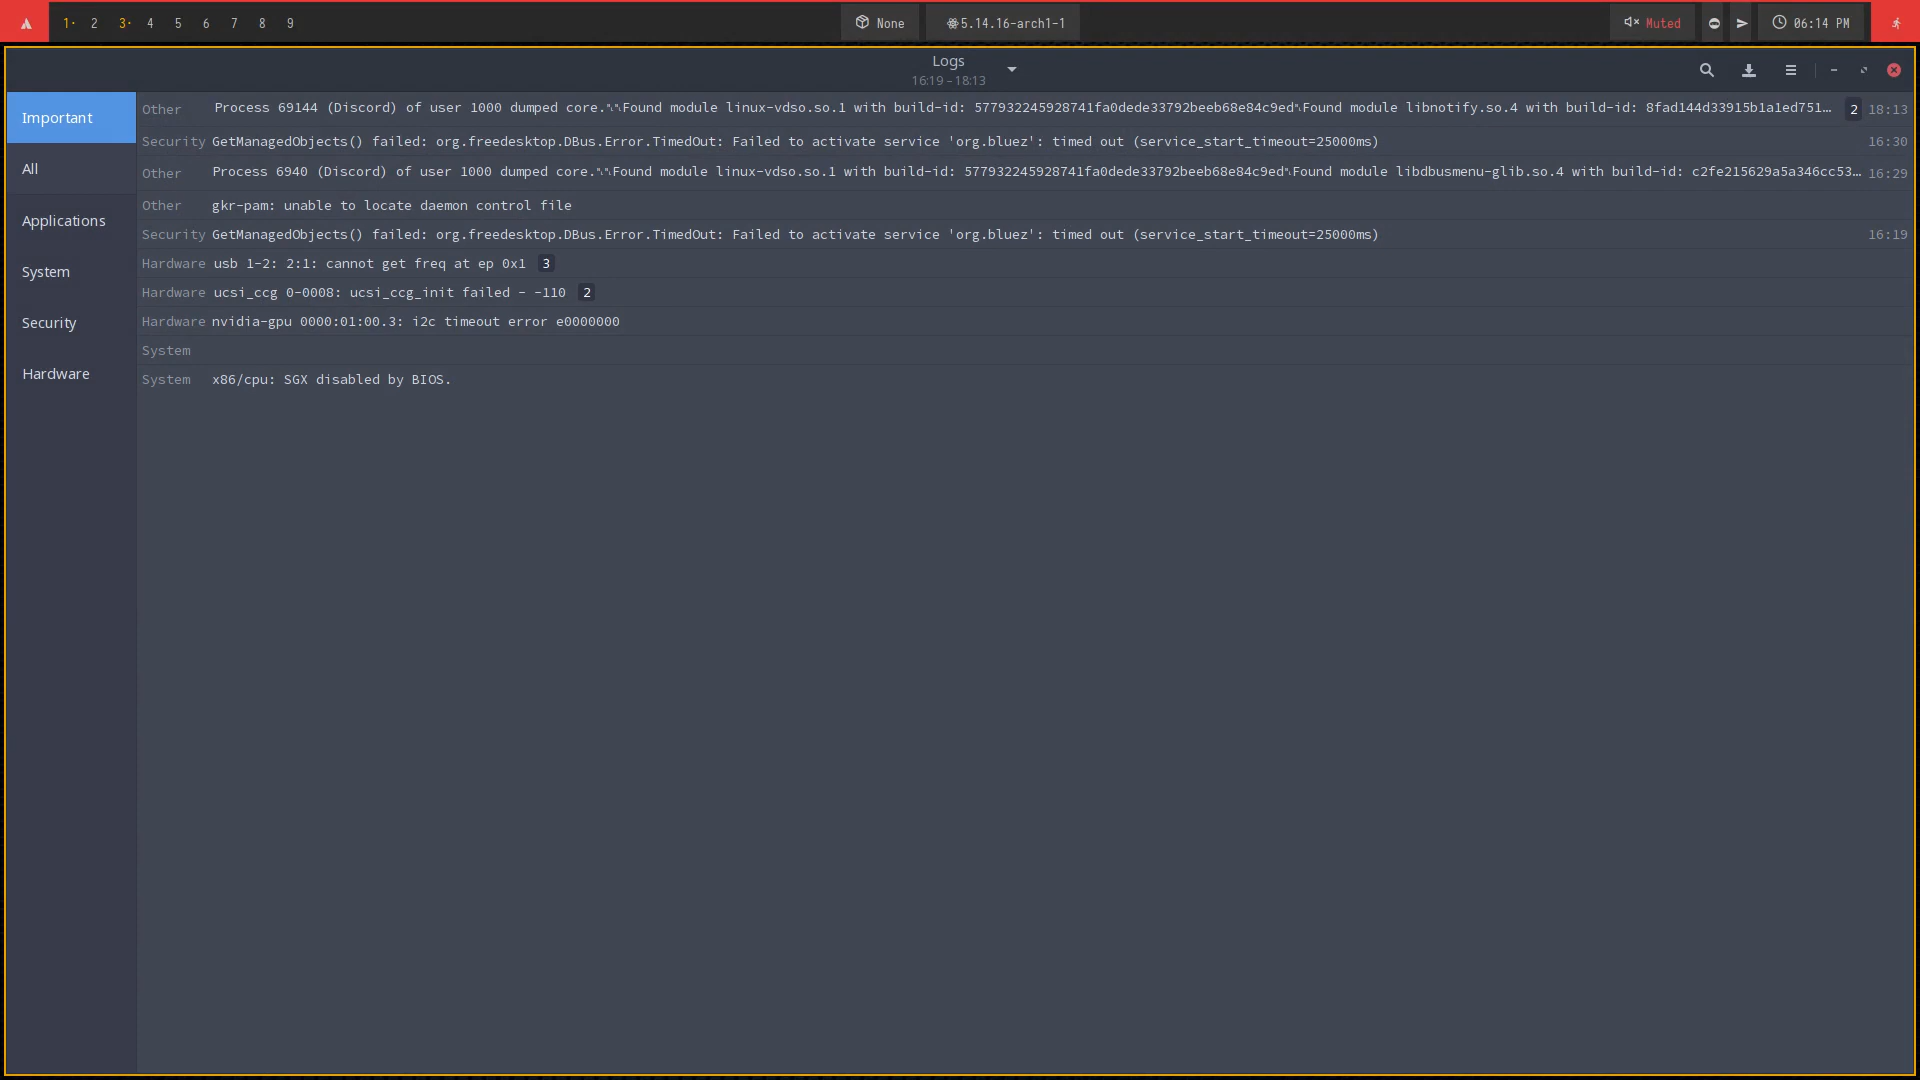 1· 2 3· 4 5 6 7 8 9 None 5.14.16-arch1-1 Muted 06:14 PM
Logs
16:19 – 18:13
Important
All
Applications
System
Security
Hardware
Other Process 69144 (Discord) of user 1000 dumped core. Found module linux-vdso.so.1 with build-id: 577932245928741fa0dede33792beeb68e84c9ed Found module libnotify.so.4 with build-id: 8fad144d33915b1a1ed751… 2 18:13
Security GetManagedObjects() failed: org.freedesktop.DBus.Error.TimedOut: Failed to activate service 'org.bluez': timed out (service_start_timeout=25000ms) 16:30
Other Process 6940 (Discord) of user 1000 dumped core. Found module linux-vdso.so.1 with build-id: 577932245928741fa0dede33792beeb68e84c9ed Found module libdbusmenu-glib.so.4 with build-id: c2fe215629a5a346cc53… 16:29
Other gkr-pam: unable to locate daemon control file
Security GetManagedObjects() failed: org.freedesktop.DBus.Error.TimedOut: Failed to activate service 'org.bluez': timed out (service_start_timeout=25000ms) 16:19
Hardware usb 1-2: 2:1: cannot get freq at ep 0x1 3
Hardware ucsi_ccg 0-0008: ucsi_ccg_init failed - -110 2
Hardware nvidia-gpu 0000:01:00.3: i2c timeout error e0000000
System
System x86/cpu: SGX disabled by BIOS.